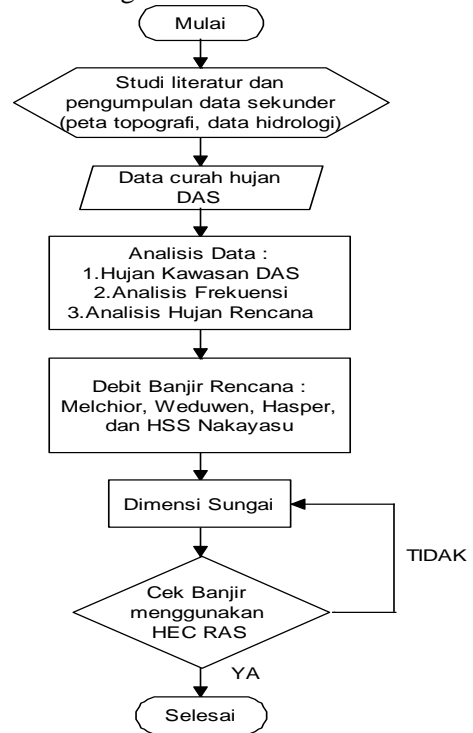 Mulai
Studi literatur dan
pengumpulan data sekunder
(peta topografi, data hidrologi)
Data curah hujan
DAS
Analisis Data :
1.Hujan Kawasan DAS
2.Analisis Frekuensi
3.Analisis Hujan Rencana
Debit Banjir Rencana :
Melchior, Weduwen, Hasper,
dan HSS Nakayasu
Dimensi Sungai
TIDAK
Cek Banjir
menggunakan
HEC RAS
YA
Selesai